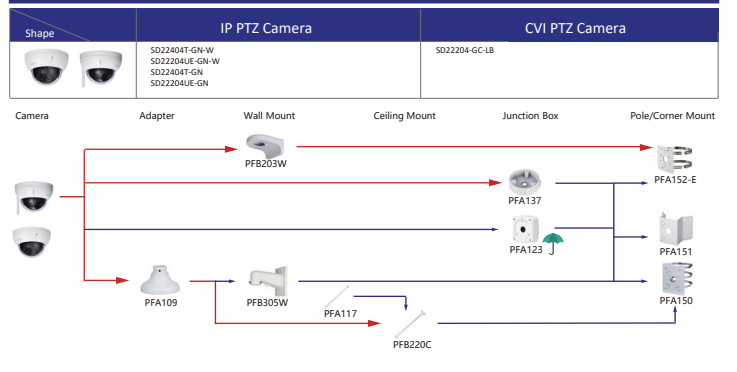 Shape
IP PTZ Camera
CVI PTZ Camera
SD22404T-GN-W
SD22204UE-GN-W
SD22404T-GN
SD22204UE-GN
SD22204-GC-LB
Camera
Adapter
Wall Mount
Ceiling Mount
Junction Box
Pole/Corner Mount
PFB203W
PFA152-E
PFA137
PFA123
PFA151
PFA109
PFB305W
PFA117
PFA150
PFB220C